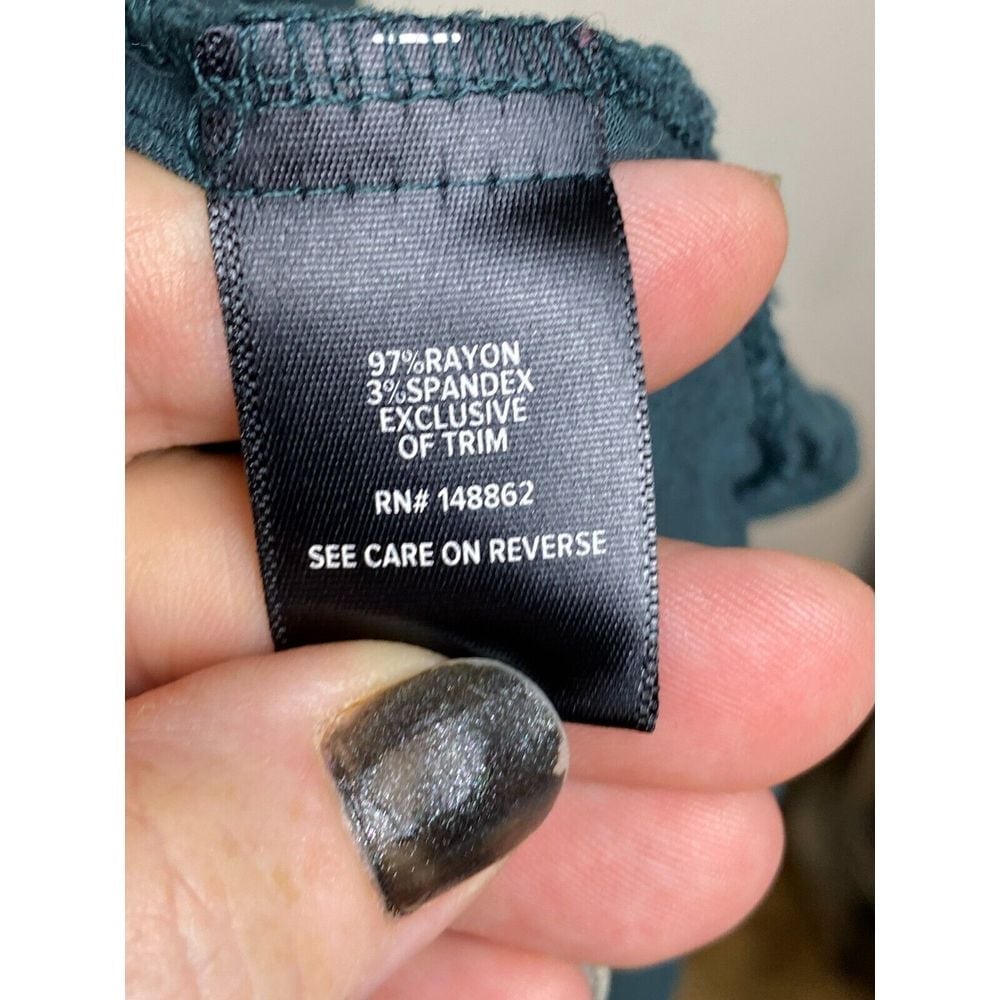 97%RAYON
3%SPANDEX
EXCLUSIVE
OF TRIM
RN# 148862
SEE CARE ON REVERSE